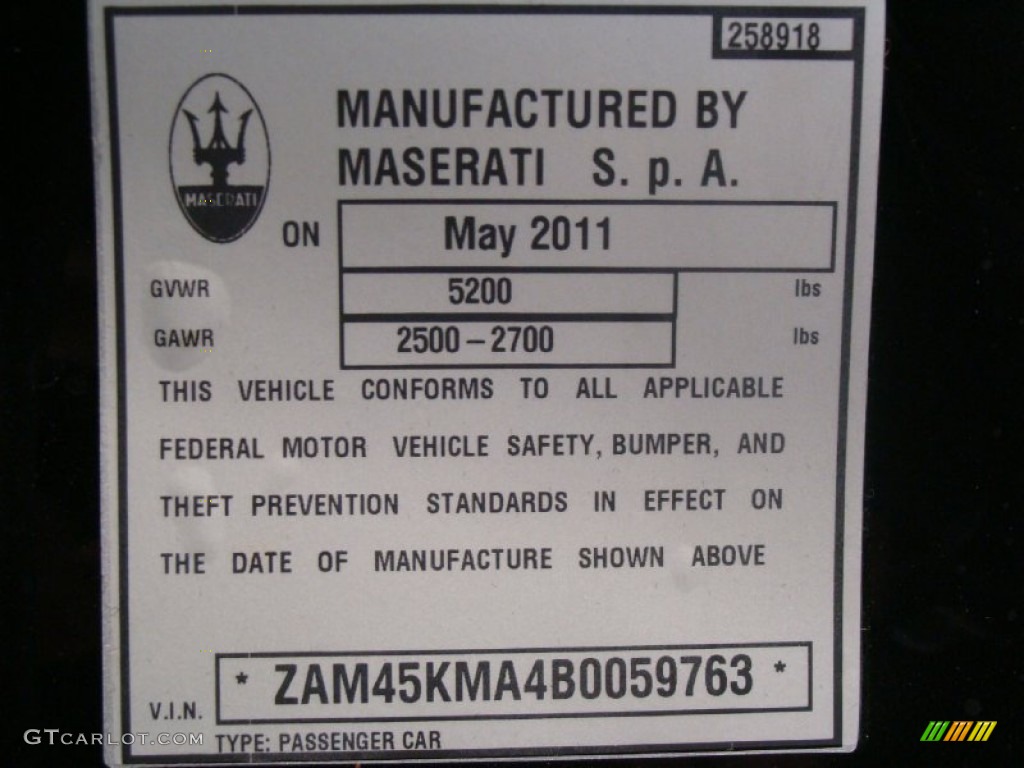 258918
MANUFACTURED BY
MASERATI S. p. A.
MASERATI
ON May 2011
GVWR 5200 lbs
GAWR 2500-2700 lbs
THIS VEHICLE CONFORMS TO ALL APPLICABLE
FEDERAL MOTOR VEHICLE SAFETY, BUMPER, AND
THEFT PREVENTION STANDARDS IN EFFECT ON
THE DATE OF MANUFACTURE SHOWN ABOVE
V.I.N. * ZAM45KMA4B0059763 *
TYPE: PASSENGER CAR
GTCARLOT.COM